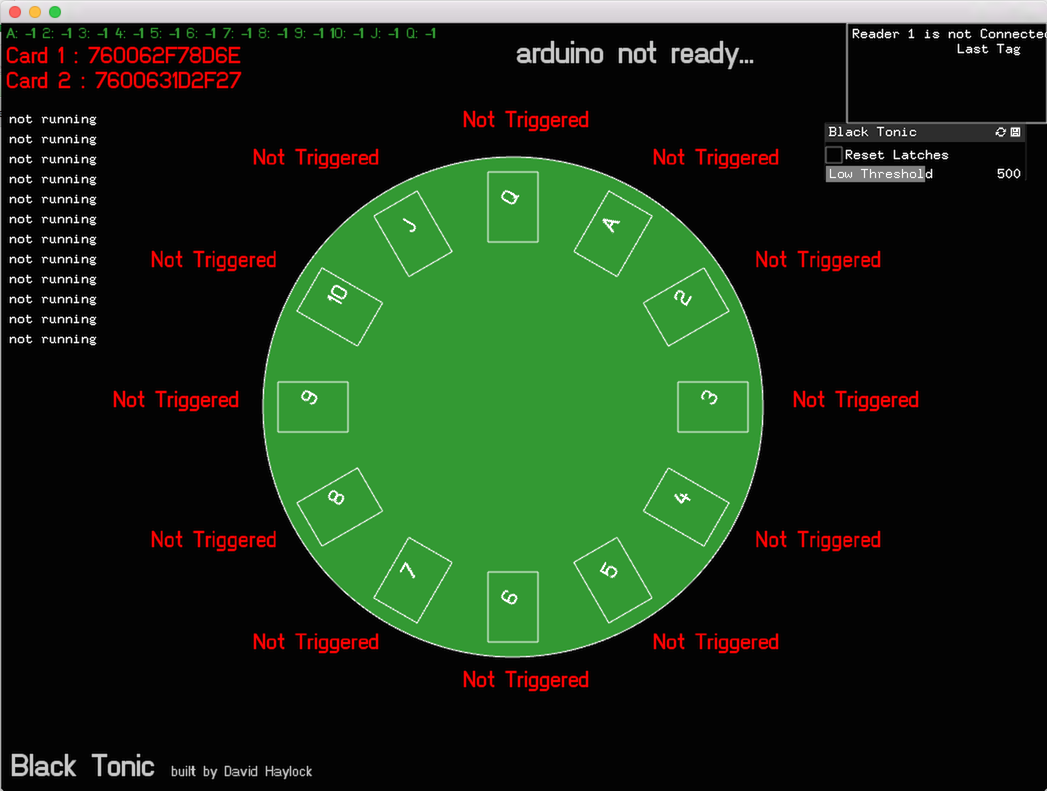 A: -1 2: -1 3: -1 4: -1 5: -1 6: -1 7: -1 8: -1 9: -1 10: -1 J: -1 Q: -1
Card 1 : 760062F78D6E
Card 2 : 7600631D2F27
arduino not ready...
Reader 1 is not Connected
Last Tag
Black Tonic
Reset Latches
Low Threshold 500
not running
not running
not running
not running
not running
not running
not running
not running
not running
not running
not running
not running
Not Triggered
Not Triggered
Not Triggered
Not Triggered
Not Triggered
Not Triggered
Not Triggered
Not Triggered
Not Triggered
Not Triggered
Not Triggered
Not Triggered
Q
A
2
3
4
5
6
7
8
9
10
J
Black Tonic built by David Haylock